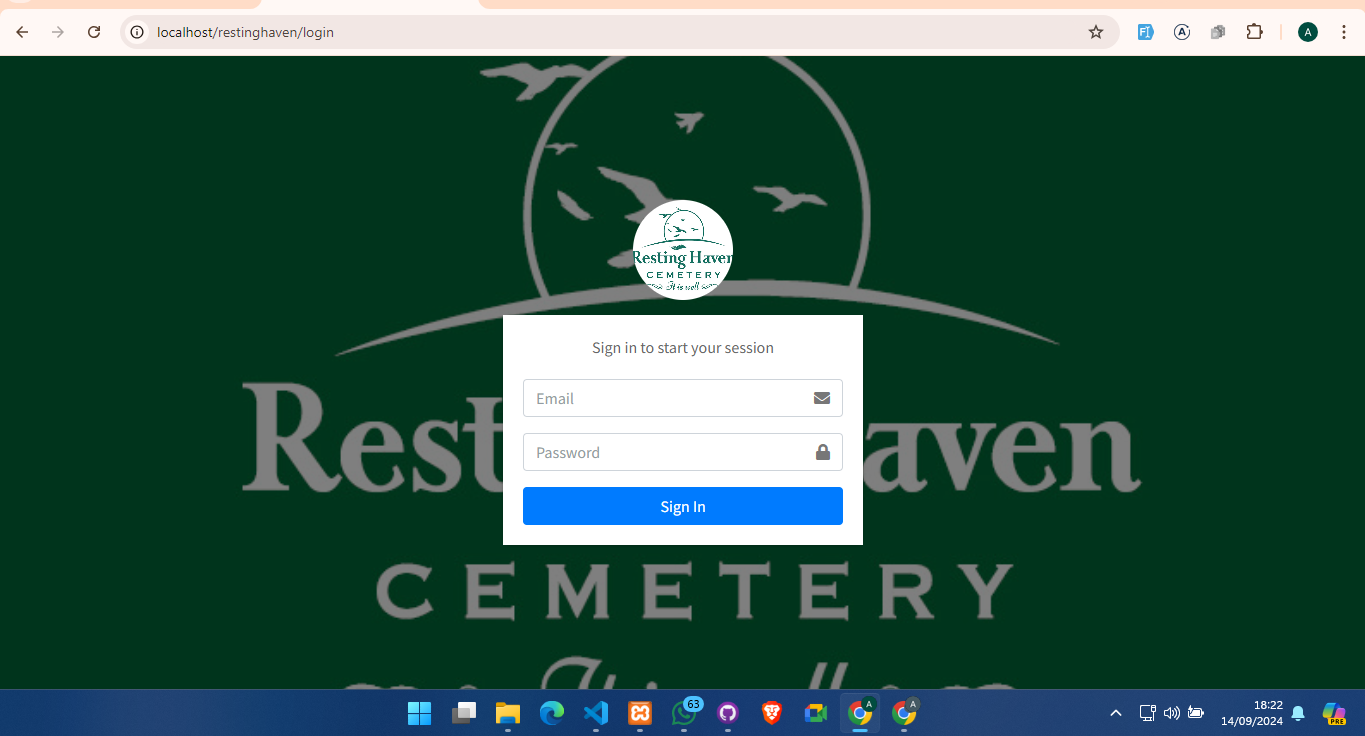 localhost/restinghaven/login
A
Resting Haven
CEMETERY
It is well
Sign in to start your session
Email
Password
Sign In
Rest aven
CEMETERY
63
A
A
18:22
14/09/2024
PRE